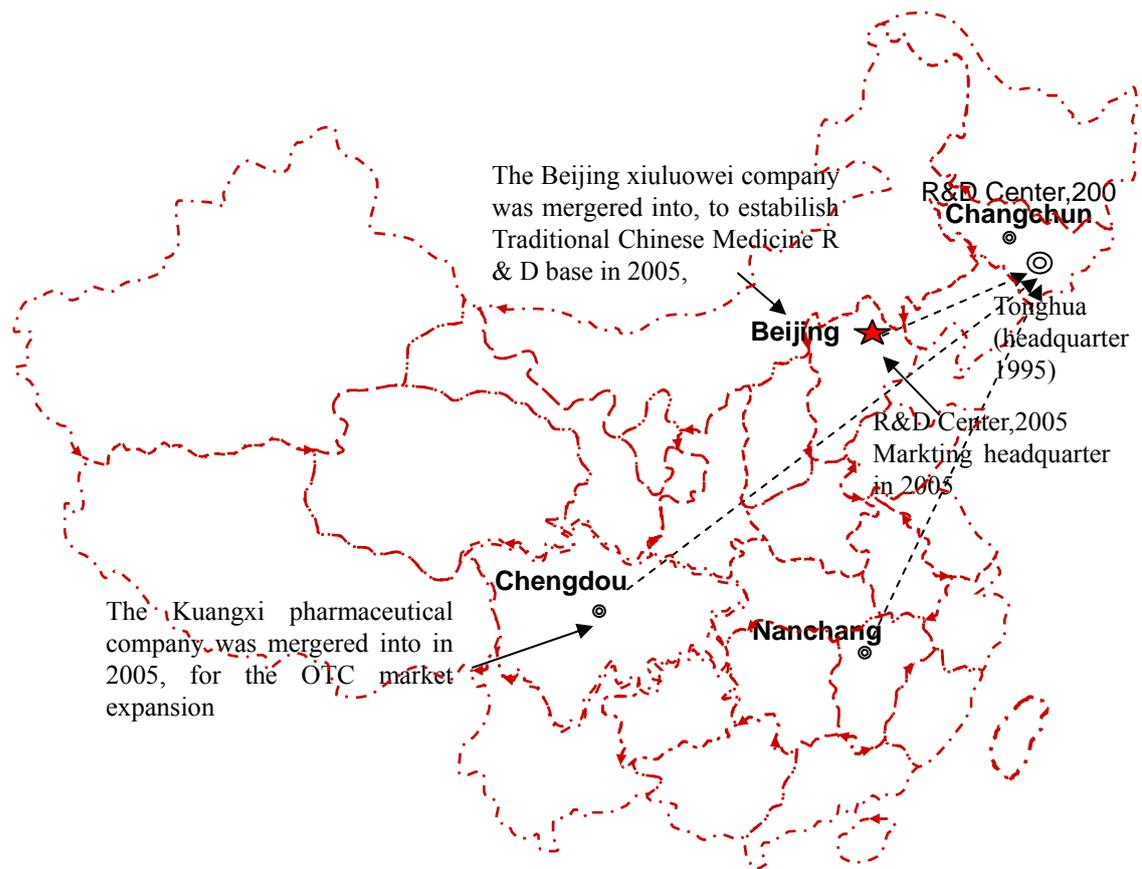 The Beijing xiuluowei company
was mergered into, to estabilish
Traditional Chinese Medicine R
& D base in 2005,
R&D Center,200
Changchun
Tonghua
(headquarter
1995)
Beijing
R&D Center,2005
Markting headquarter
in 2005
Chengdou
The Kuangxi pharmaceutical
company was mergered into in
2005, for the OTC market
expansion
Nanchang